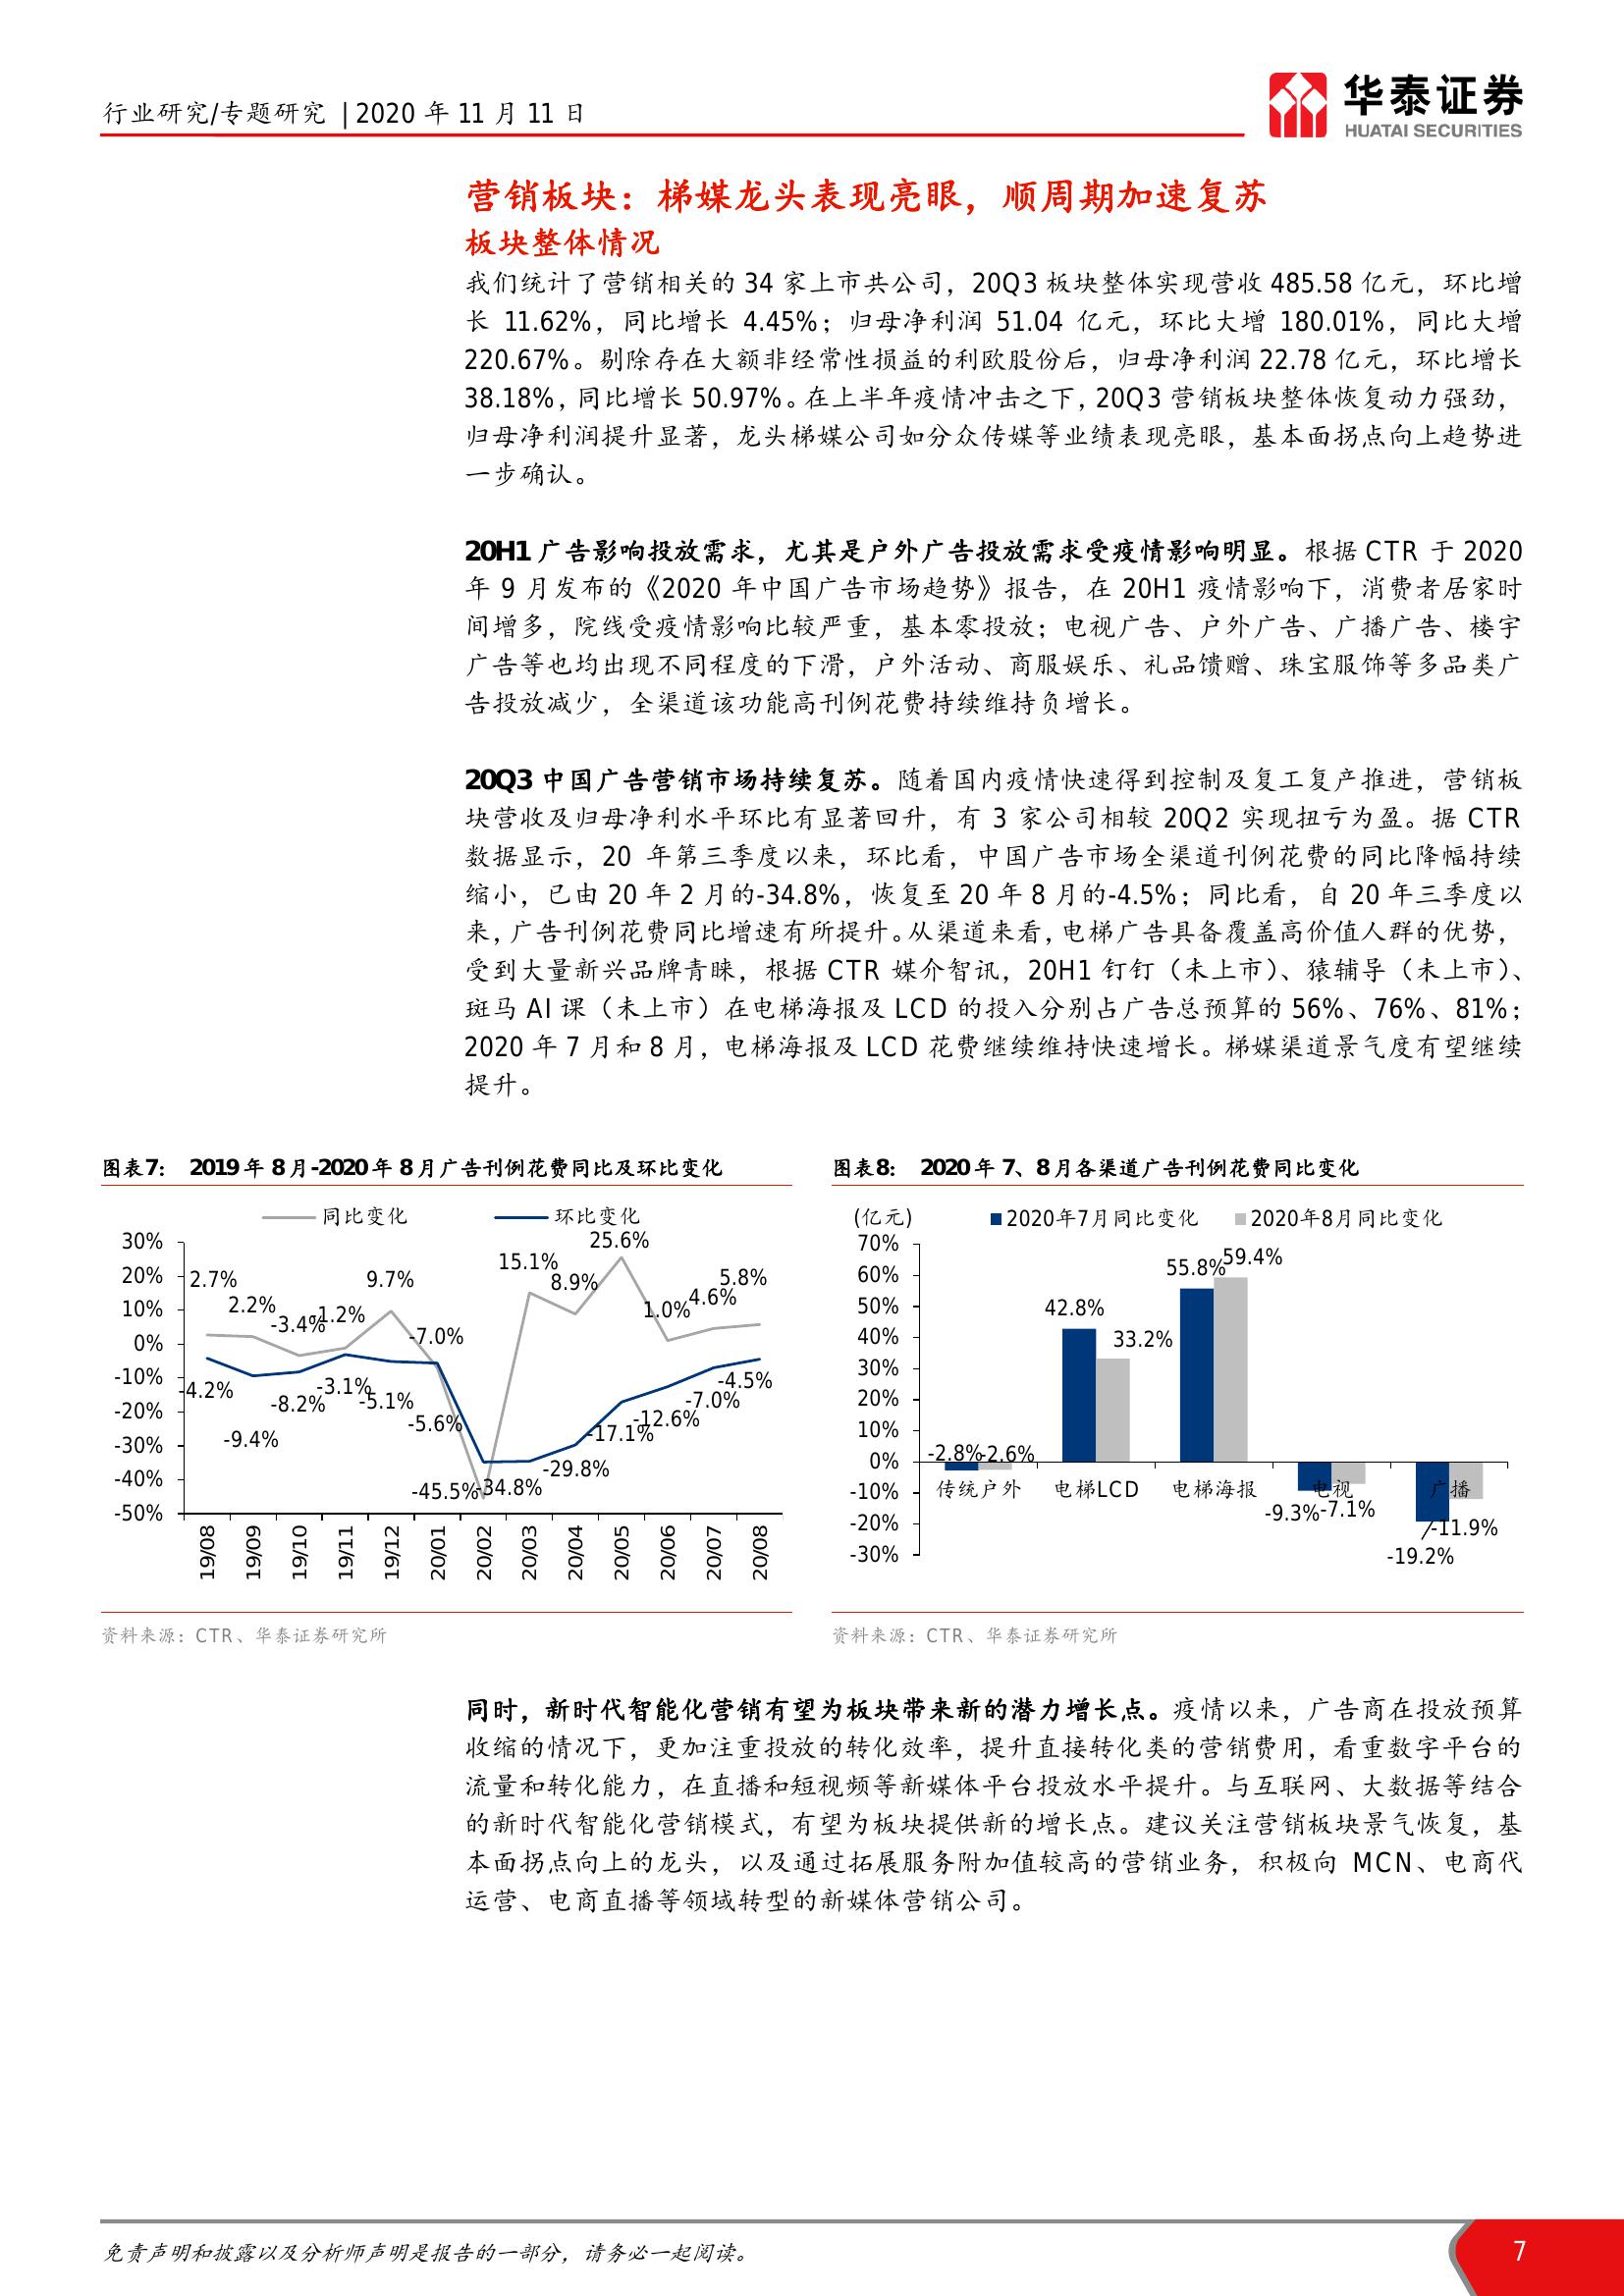 行业研究/专题研究 | 2020 年 11 月 11 日
华泰证券
HUATAI SECURITIES
营销板块：梯媒龙头表现亮眼，顺周期加速复苏
板块整体情况
我们统计了营销相关的 34 家上市共公司，20Q3 板块整体实现营收 485.58 亿元，环比增
长 11.62%，同比增长 4.45%；归母净利润 51.04 亿元，环比大增 180.01%，同比大增
220.67%。剔除存在大额非经常性损益的利欧股份后，归母净利润 22.78 亿元，环比增长
38.18%，同比增长 50.97%。在上半年疫情冲击之下，20Q3 营销板块整体恢复动力强劲，
归母净利润提升显著，龙头梯媒公司如分众传媒等业绩表现亮眼，基本面拐点向上趋势进
一步确认。
20H1 广告影响投放需求，尤其是户外广告投放需求受疫情影响明显。根据 CTR 于 2020
年 9 月发布的《2020 年中国广告市场趋势》报告，在 20H1 疫情影响下，消费者居家时
间增多，院线受疫情影响比较严重，基本零投放；电视广告、户外广告、广播广告、楼宇
广告等也均出现不同程度的下滑，户外活动、商服娱乐、礼品馈赠、珠宝服饰等多品类广
告投放减少，全渠道该功能高刊例花费持续维持负增长。
20Q3 中国广告营销市场持续复苏。随着国内疫情快速得到控制及复工复产推进，营销板
块营收及归母净利水平环比有显著回升，有 3 家公司相较 20Q2 实现扭亏为盈。据 CTR
数据显示，20 年第三季度以来，环比看，中国广告市场全渠道刊例花费的同比降幅持续
缩小，已由 20 年 2 月的-34.8%，恢复至 20 年 8 月的-4.5%；同比看，自 20 年三季度以
来，广告刊例花费同比增速有所提升。从渠道来看，电梯广告具备覆盖高价值人群的优势，
受到大量新兴品牌青睐，根据 CTR 媒介智讯，20H1 钉钉（未上市）、猿辅导（未上市）、
斑马 AI 课（未上市）在电梯海报及 LCD 的投入分别占广告总预算的 56%、76%、81%；
2020 年 7 月和 8 月，电梯海报及 LCD 花费继续维持快速增长。梯媒渠道景气度有望继续
提升。
图表7： 2019 年 8 月-2020 年 8 月广告刊例花费同比及环比变化
同比变化 环比变化
30%
20%
10%
0%
-10%
-20%
-30%
-40%
-50%
2.7% 2.2% -3.4% -1.2% 9.7% -7.0% -45.5% 15.1% 8.9% 25.6% 1.0% 4.6% 5.8%
-4.2% -9.4% -8.2% -3.1% -5.1% -5.6% -34.8% -29.8% -17.1% -12.6% -7.0% -4.5%
19/08 19/09 19/10 19/11 19/12 20/01 20/02 20/03 20/04 20/05 20/06 20/07 20/08
资料来源：CTR、华泰证券研究所
图表8： 2020 年 7、8 月各渠道广告刊例花费同比变化
(亿元) 2020年7月同比变化 2020年8月同比变化
70%
60%
50%
40%
30%
20%
10%
0%
-10%
-20%
-30%
-2.8% -2.6% 42.8% 33.2% 55.8% 59.4% -9.3% -7.1% -19.2% -11.9%
传统户外 电梯LCD 电梯海报 电视 广播
资料来源：CTR、华泰证券研究所
同时，新时代智能化营销有望为板块带来新的潜力增长点。疫情以来，广告商在投放预算
收缩的情况下，更加注重投放的转化效率，提升直接转化类的营销费用，看重数字平台的
流量和转化能力，在直播和短视频等新媒体平台投放水平提升。与互联网、大数据等结合
的新时代智能化营销模式，有望为板块提供新的增长点。建议关注营销板块景气恢复，基
本面拐点向上的龙头，以及通过拓展服务附加值较高的营销业务，积极向 MCN、电商代
运营、电商直播等领域转型的新媒体营销公司。
免责声明和披露以及分析师声明是报告的一部分，请务必一起阅读。
7